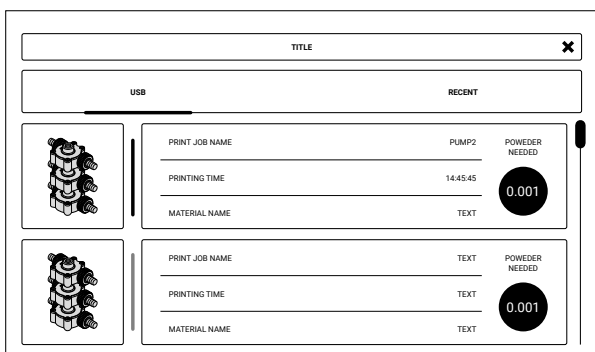 TITLE
USB
RECENT
PRINT JOB NAME
PUMP2
POWEDER
NEEDED
PRINTING TIME
14:45:45
0.001
MATERIAL NAME
TEXT
PRINT JOB NAME
TEXT
POWEDER
NEEDED
PRINTING TIME
TEXT
0.001
MATERIAL NAME
TEXT